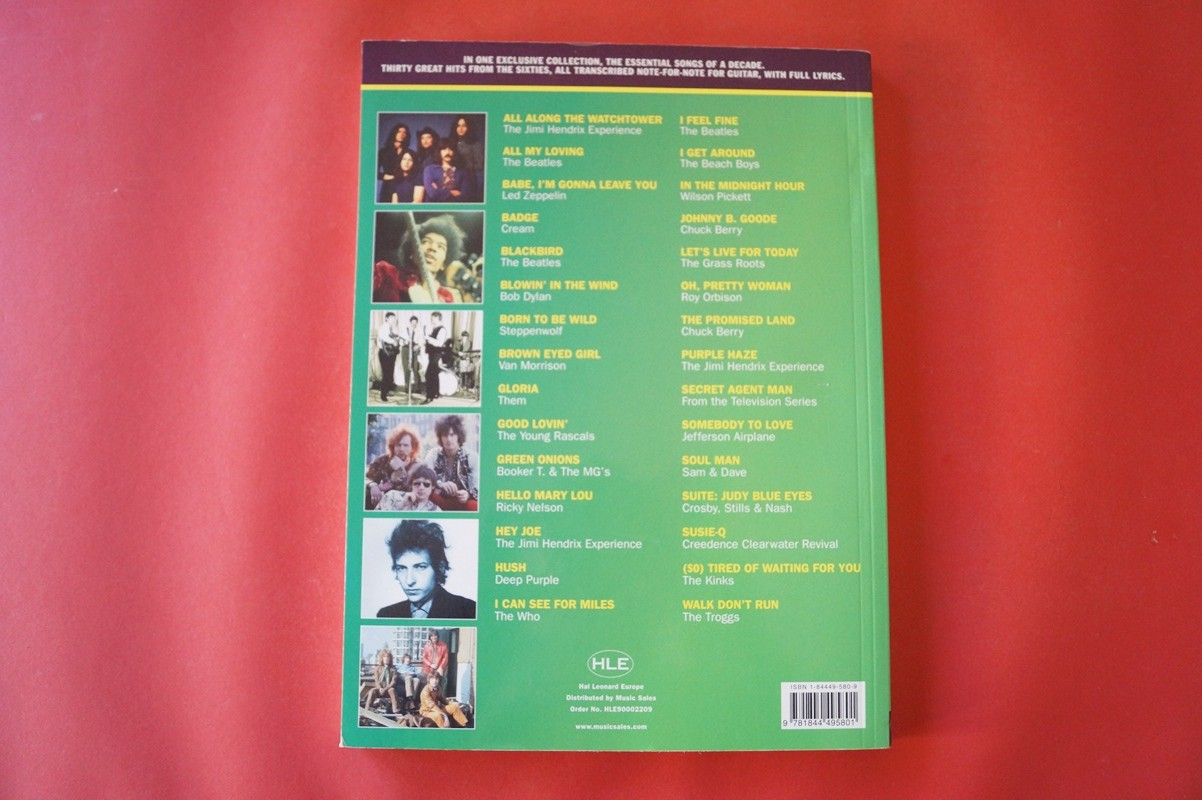 IN ONE EXCLUSIVE COLLECTION, THE ESSENTIAL SONGS OF A DECADE.
THIRTY GREAT HITS FROM THE SIXTIES, ALL TRANSCRIBED NOTE-FOR-NOTE FOR GUITAR, WITH FULL LYRICS.
ALL ALONG THE WATCHTOWER
The Jimi Hendrix Experience
ALL MY LOVING
The Beatles
BABE, I'M GONNA LEAVE YOU
Led Zeppelin
BADGE
Cream
BLACKBIRD
The Beatles
BLOWIN' IN THE WIND
Bob Dylan
BORN TO BE WILD
Steppenwolf
BROWN EYED GIRL
Van Morrison
GLORIA
Them
GOOD LOVIN'
The Young Rascals
GREEN ONIONS
Booker T. & The MG's
HELLO MARY LOU
Ricky Nelson
HEY JOE
The Jimi Hendrix Experience
HUSH
Deep Purple
I CAN SEE FOR MILES
The Who
I FEEL FINE
The Beatles
I GET AROUND
The Beach Boys
IN THE MIDNIGHT HOUR
Wilson Pickett
JOHNNY B. GOODE
Chuck Berry
LET'S LIVE FOR TODAY
The Grass Roots
OH, PRETTY WOMAN
Roy Orbison
THE PROMISED LAND
Chuck Berry
PURPLE HAZE
The Jimi Hendrix Experience
SECRET AGENT MAN
From the Television Series
SOMEBODY TO LOVE
Jefferson Airplane
SOUL MAN
Sam & Dave
SUITE: JUDY BLUE EYES
Crosby, Stills & Nash
SUSIE-Q
Creedence Clearwater Revival
(SO) TIRED OF WAITING FOR YOU
The Kinks
WALK DON'T RUN
The Troggs
HLE
Hal Leonard Europe
Distributed by Music Sales
Order No. HLE90002209
www.musicsales.com
ISBN 1-84449-580-9
9 781844 495801